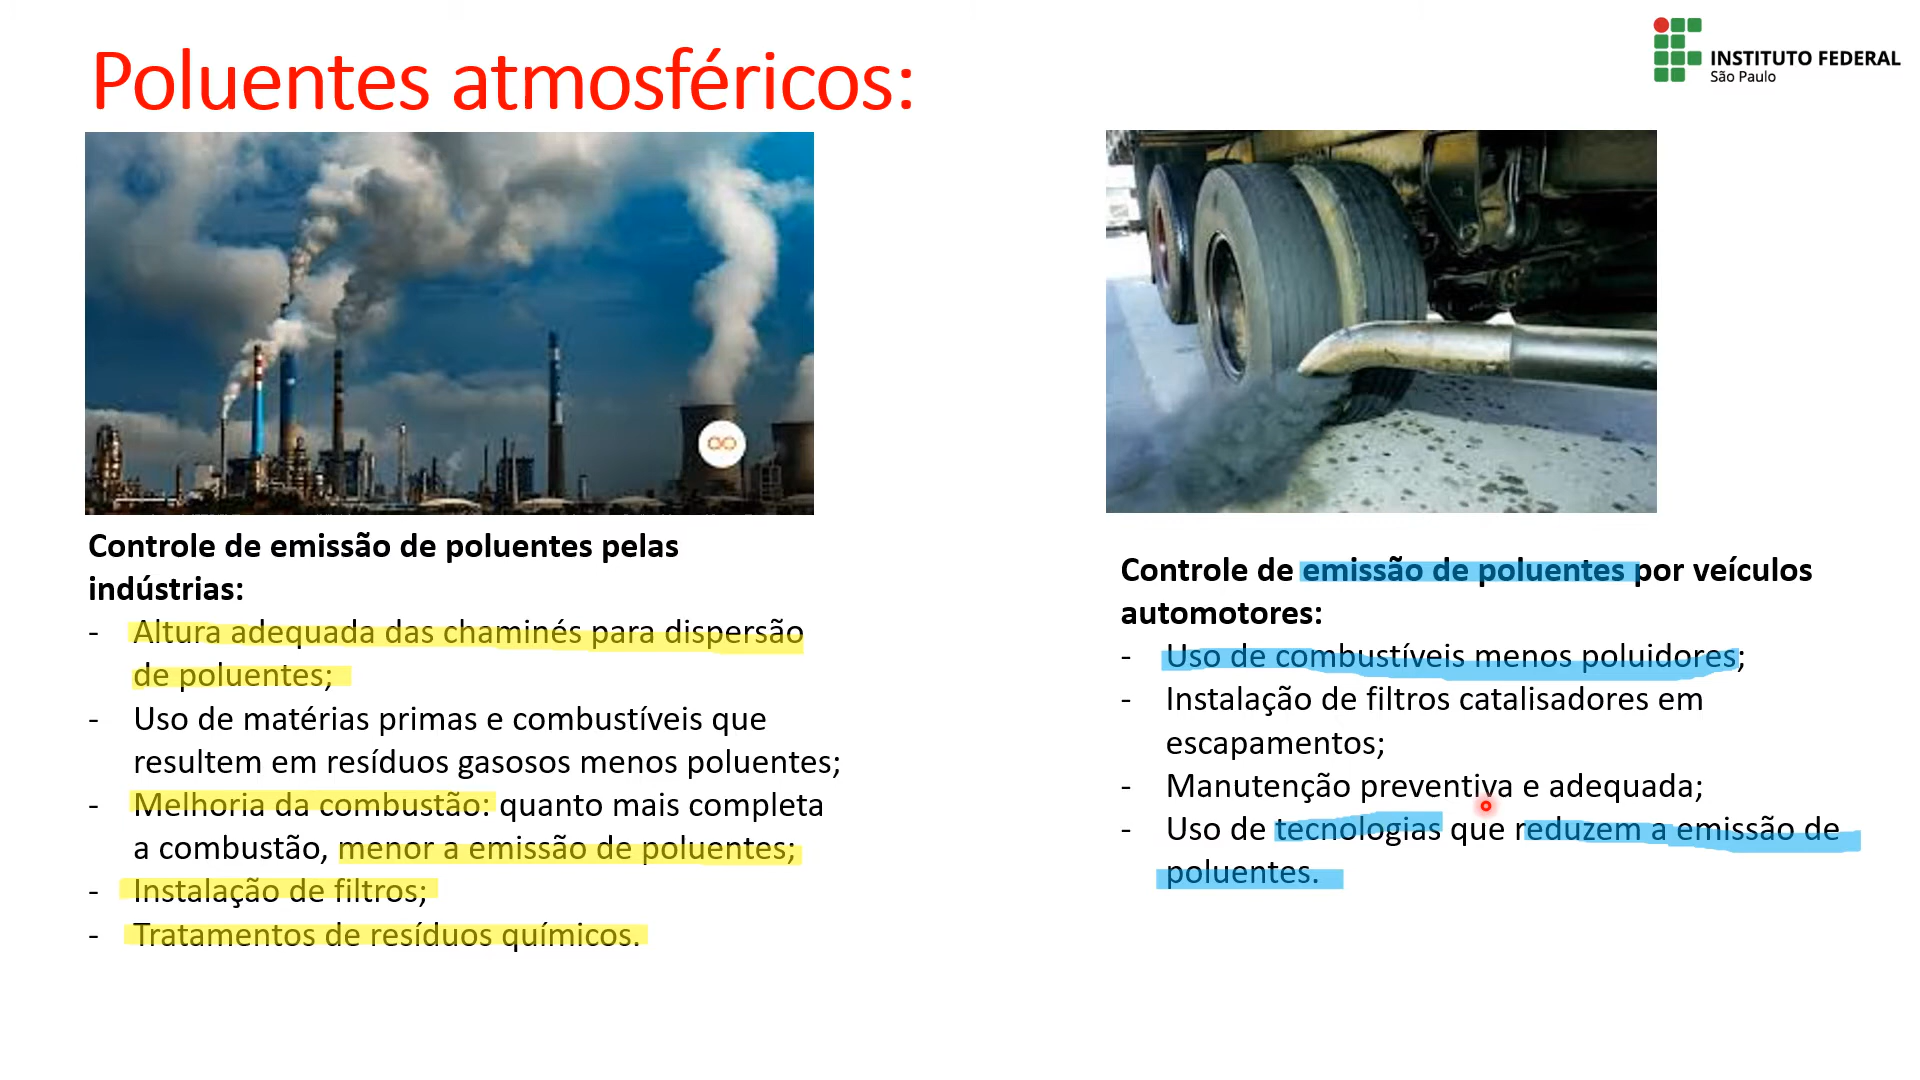 Poluentes atmosféricos:
INSTITUTO FEDERAL
São Paulo
Controle de emissão de poluentes pelas
indústrias:
- Altura adequada das chaminés para dispersão
de poluentes;
- Uso de matérias primas e combustíveis que
resultem em resíduos gasosos menos poluentes;
- Melhoria da combustão: quanto mais completa
a combustão, menor a emissão de poluentes;
- Instalação de filtros;
- Tratamentos de resíduos químicos.
Controle de emissão de poluentes por veículos
automotores:
- Uso de combustíveis menos poluidores;
- Instalação de filtros catalisadores em
escapamentos;
- Manutenção preventiva e adequada;
- Uso de tecnologias que reduzem a emissão de
poluentes.